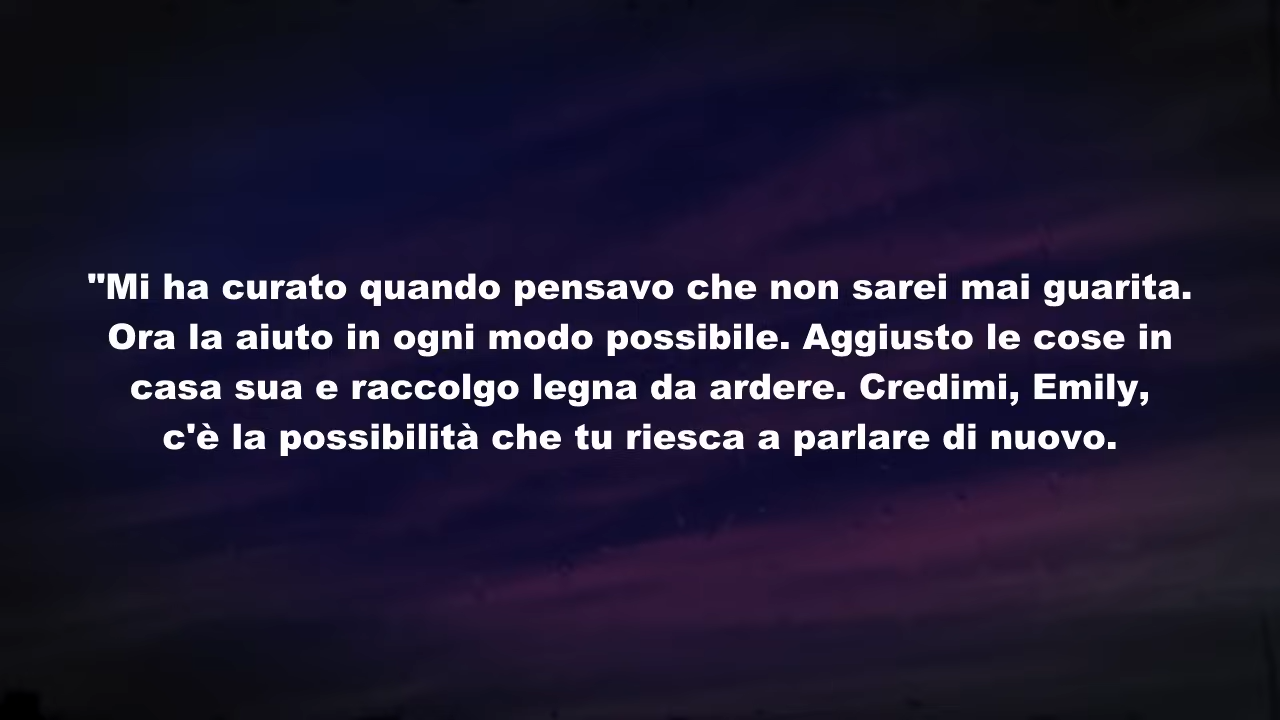 "Mi ha curato quando pensavo che non sarei mai guarita.
Ora la aiuto in ogni modo possibile. Aggiusto le cose in
casa sua e raccolgo legna da ardere. Credimi, Emily,
c'è la possibilità che tu riesca a parlare di nuovo.